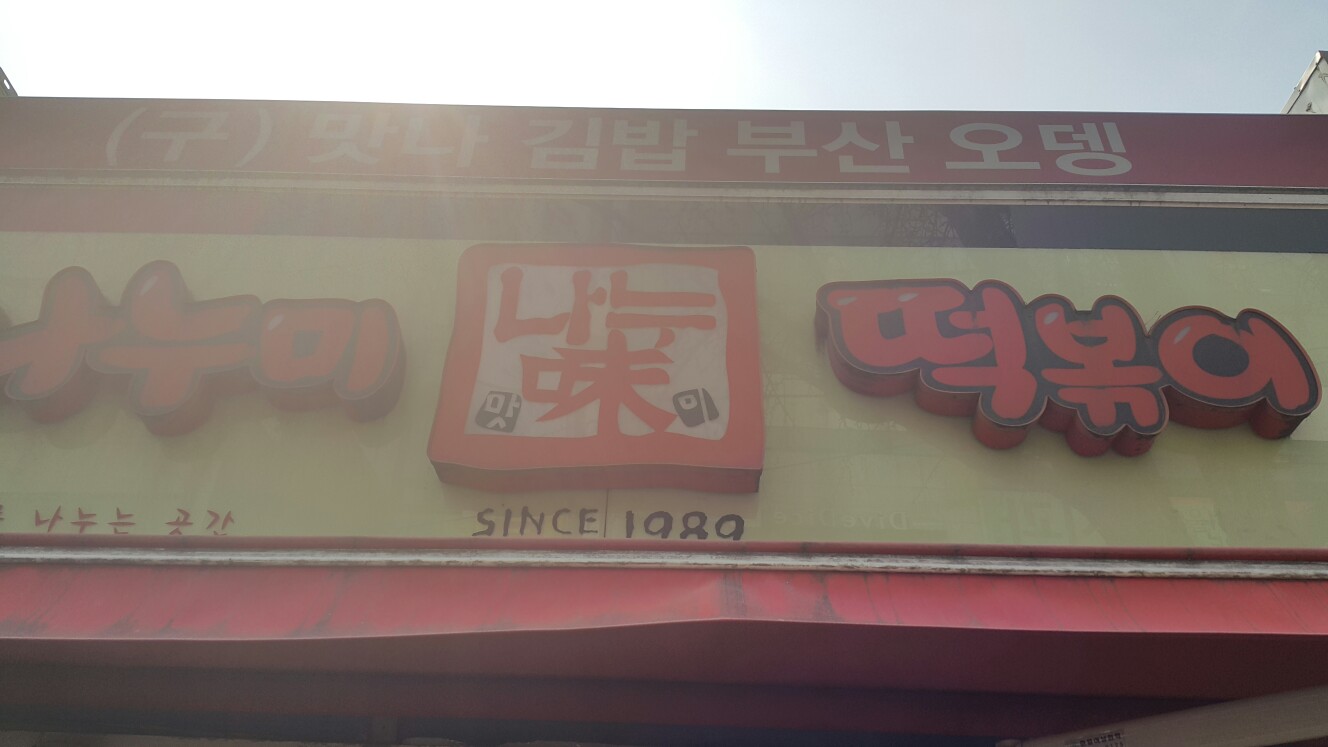 (구) 맛나 김밥 부산 오뎅
나누미
나누
味
맛 미
떡볶이
나누는 공간
SINCE 1989